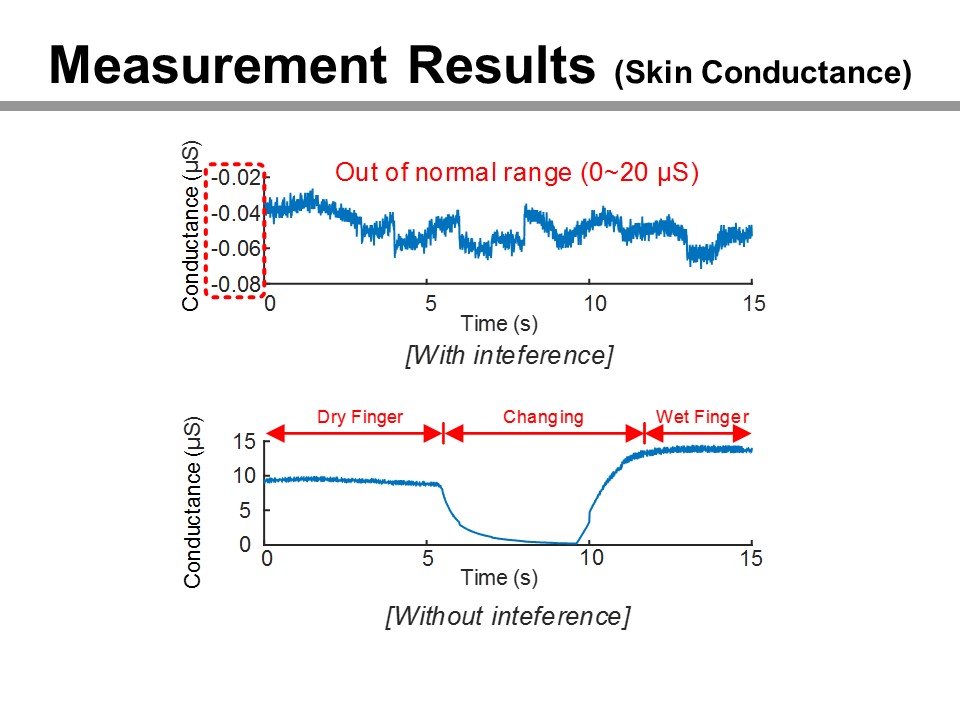 Measurement Results (Skin Conductance)
Conductance (µS)
Out of normal range (0~20 µS)
-0.02
-0.04
-0.06
-0.08
0 5 10 15
Time (s)
[With inteference]
Dry Finger Changing Wet Finger
Conductance (µS)
15
10
5
0
0 5 10 15
Time (s)
[Without inteference]